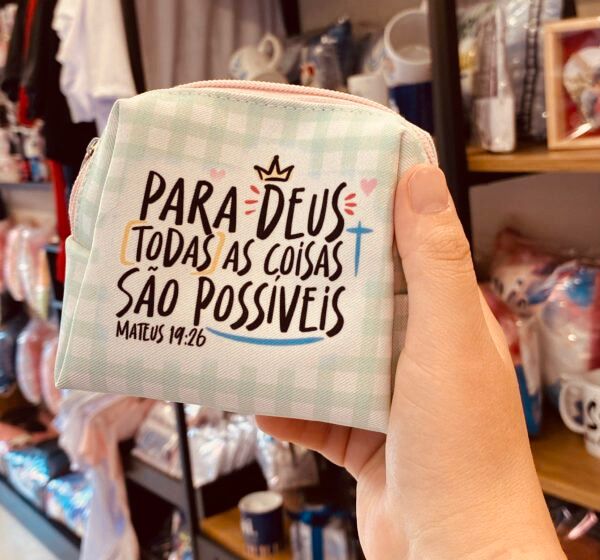 PARA DEUS
TODAS AS COISAS
SÃO POSSÍVEIS
MATEUS 19:26